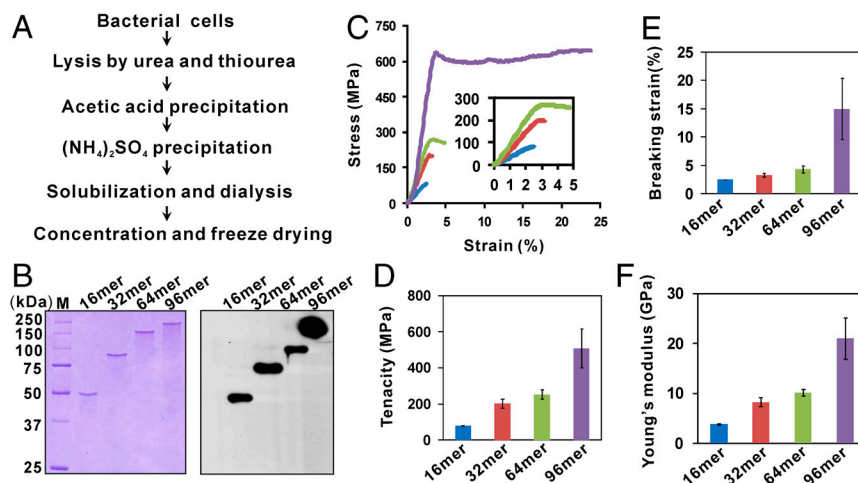 A
Bacterial cells
Lysis by urea and thiourea
Acetic acid precipitation
(NH₄)₂SO₄ precipitation
Solubilization and dialysis
Concentration and freeze drying
B
(kDa)
M
16mer
32mer
64mer
96mer
250
150
100
75
50
37
25
16mer
32mer
64mer
96mer
C
Stress (MPa)
750
600
450
300
150
0
0 5 10 15 20 25
Strain (%)
300
200
100
0
0 1 2 3 4 5
D
Tenacity (MPa)
800
600
400
200
0
16mer
32mer
64mer
96mer
E
Breaking strain(%)
25
20
15
10
5
0
16mer
32mer
64mer
96mer
F
Young's modulus (GPa)
30
20
10
0
16mer
32mer
64mer
96mer